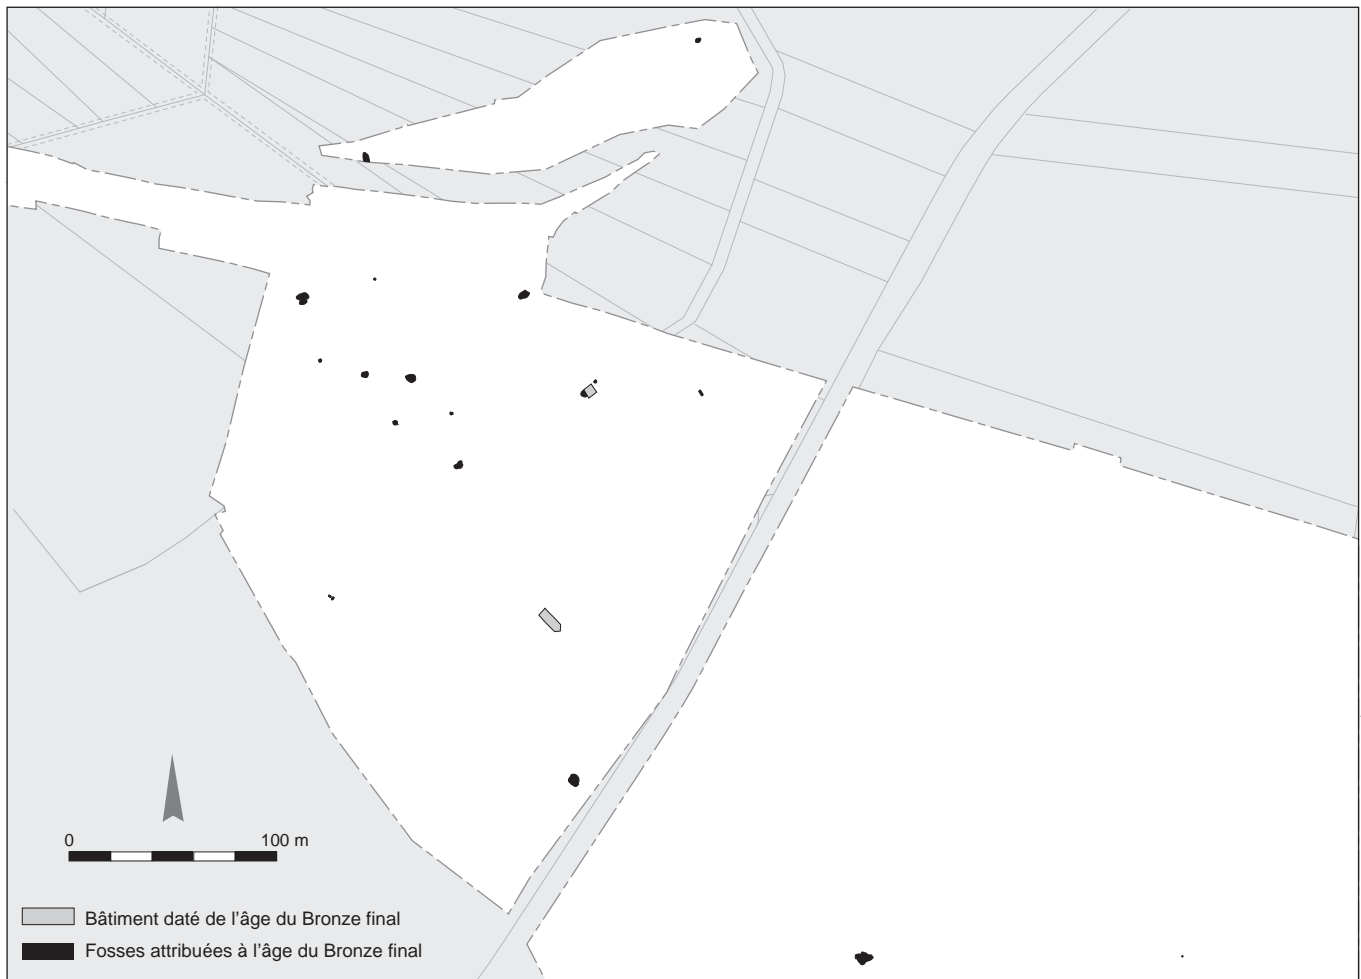 0 100 m
Bâtiment daté de l’âge du Bronze final
Fosses attribuées à l’âge du Bronze final